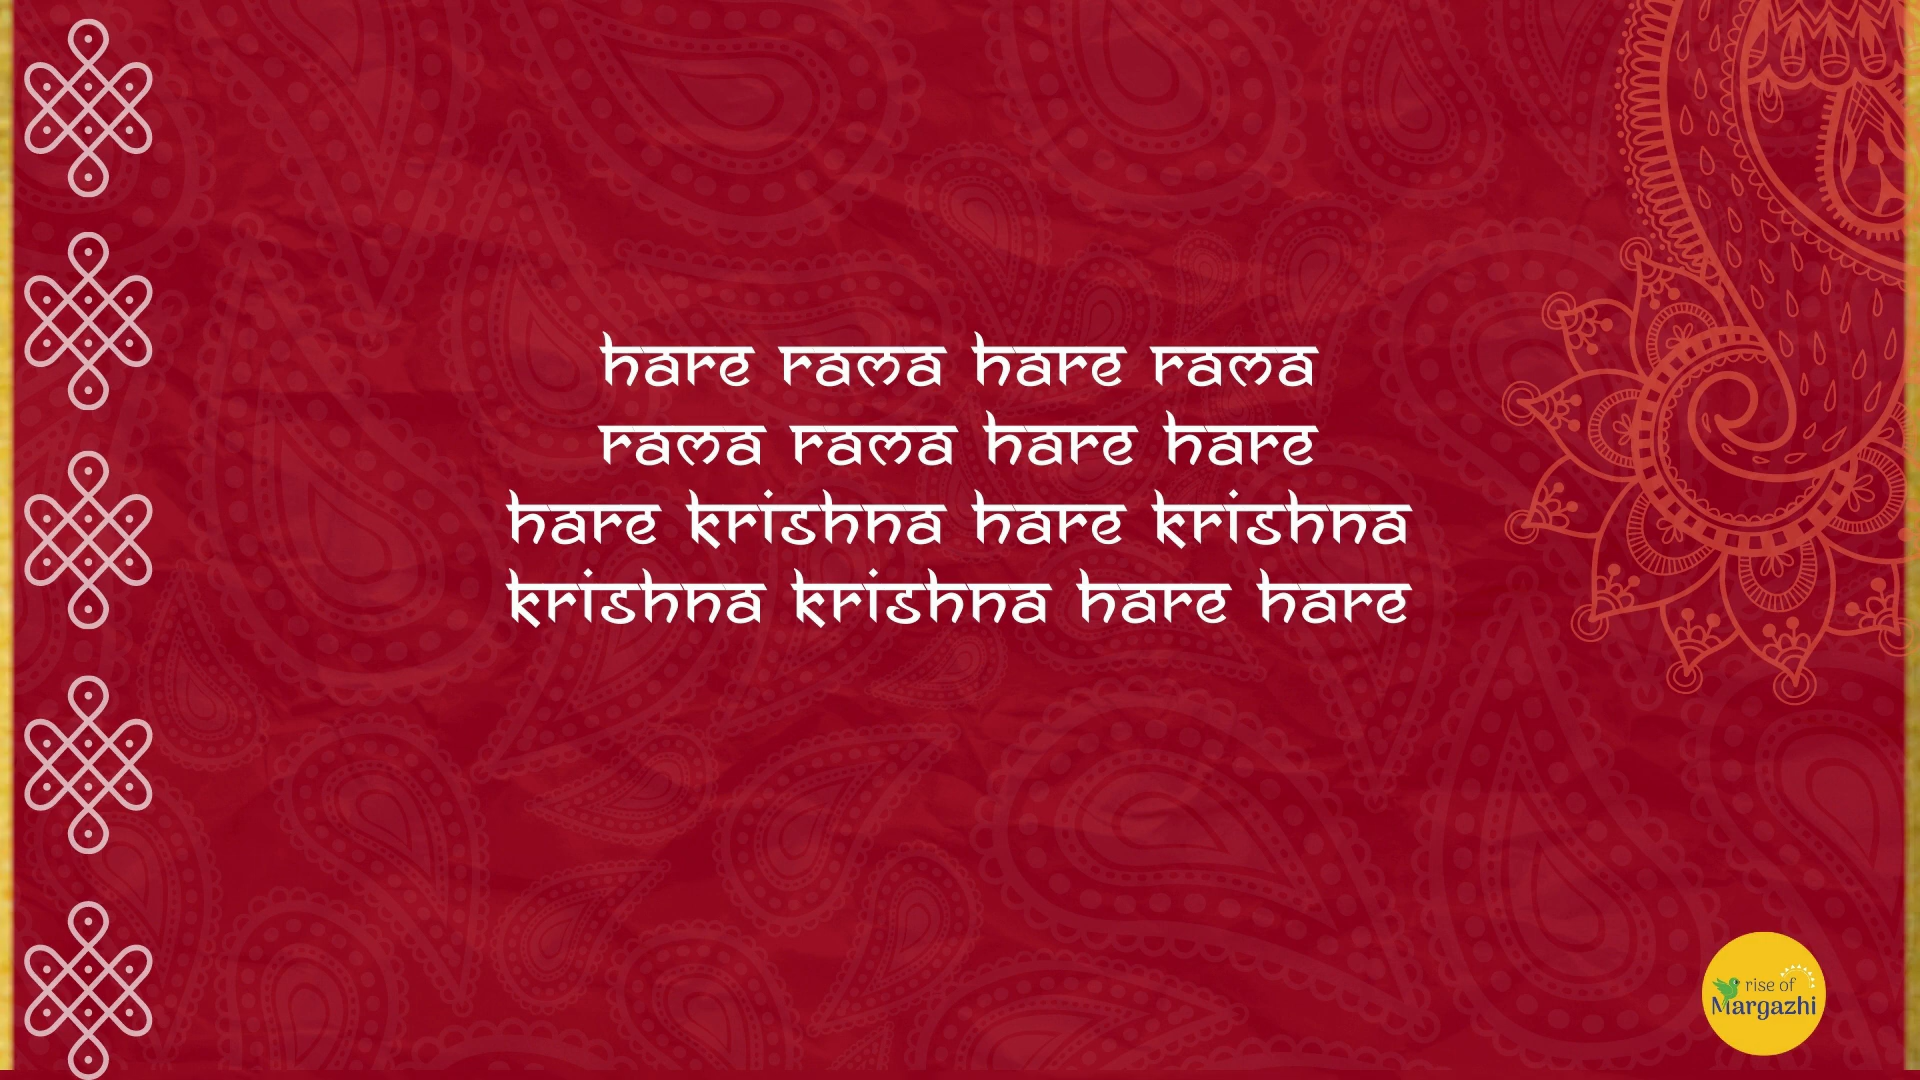 hare rama hare rama
rama rama hare hare
hare krishna hare krishna
krishna krishna hare hare
rise of
Margazhi